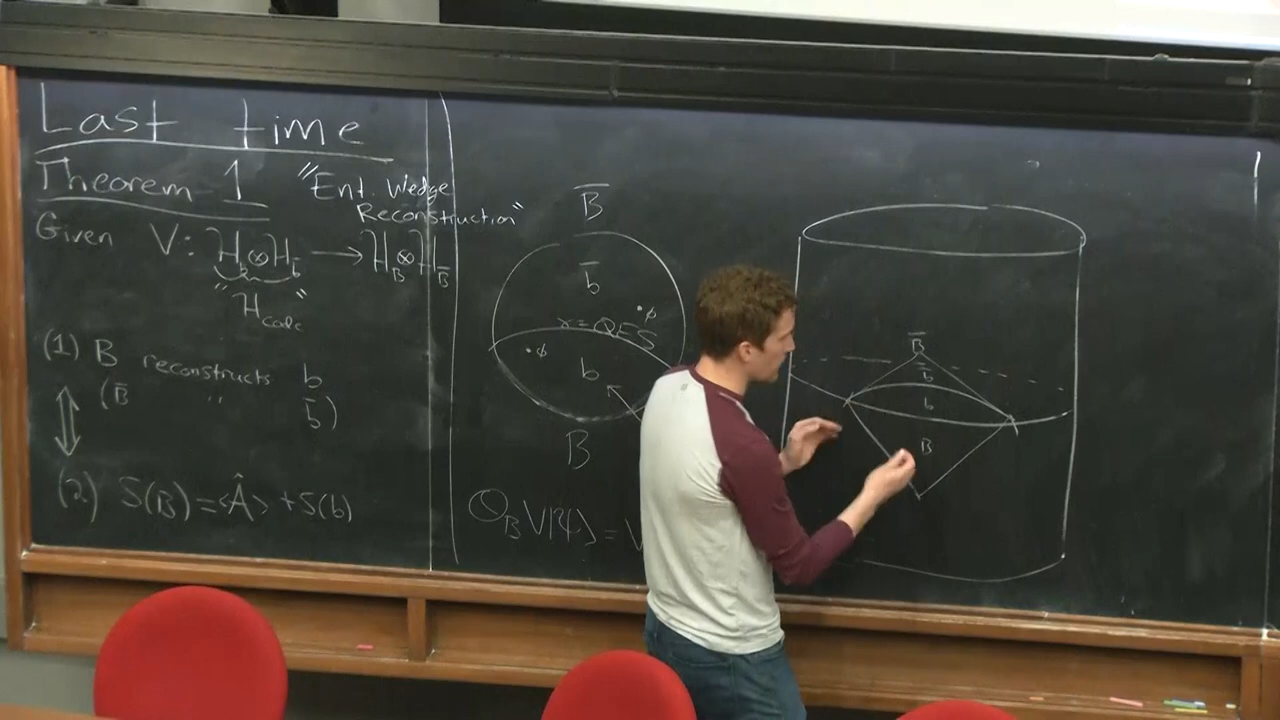 Last time
Theorem 1 "Ent. Wedge
Reconstruction"
Given V: H_b ⊗ H_b̄ → H_B ⊗ H_B̄
"H_code"
(1) B reconstructs b
(B̄ " b̄)
⇕
(2) S(B) = <Â> + S(b)
B̄
b̄
·φ
γ = QES
·φ
b
B
O_B V|ψ> =
B̄
b̄
b
B